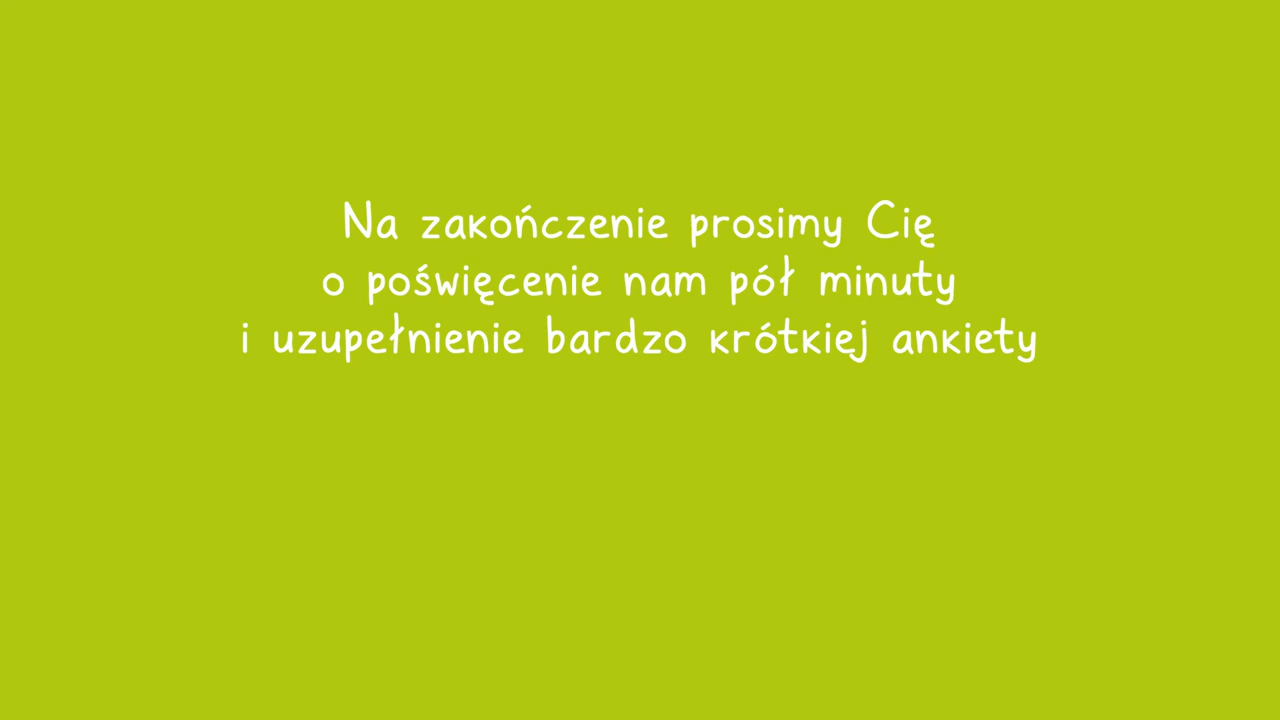 Na zakończenie prosimy Cię
o poświęcenie nam pół minuty
i uzupełnienie bardzo krótkiej ankiety